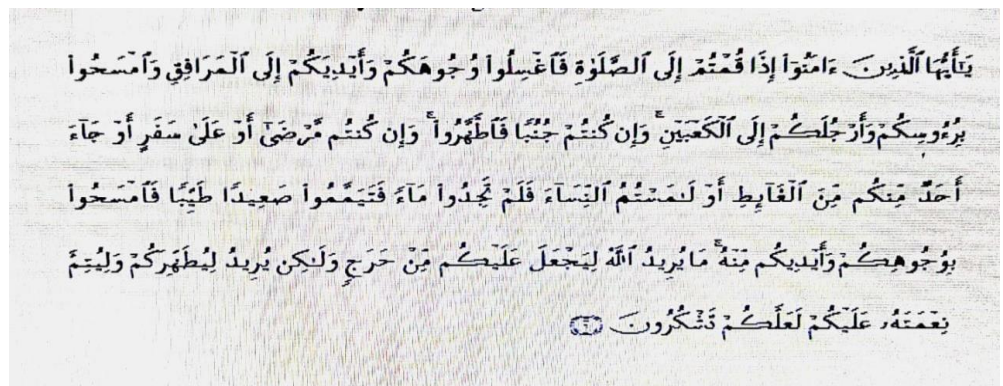 يَٰٓأَيُّهَا ٱلَّذِينَ ءَامَنُوٓا۟ إِذَا قُمْتُمْ إِلَى ٱلصَّلَوٰةِ فَٱغْسِلُوا۟ وُجُوهَكُمْ وَأَيْدِيَكُمْ إِلَى ٱلْمَرَافِقِ وَٱمْسَحُوا۟
بِرُءُوسِكُمْ وَأَرْجُلَكُمْ إِلَى ٱلْكَعْبَيْنِ ۚ وَإِن كُنتُمْ جُنُبًا فَٱطَّهَّرُوا۟ ۚ وَإِن كُنتُم مَّرْضَىٰٓ أَوْ عَلَىٰ سَفَرٍ أَوْ جَآءَ
أَحَدٌ مِّنكُم مِّنَ ٱلْغَآئِطِ أَوْ لَٰمَسْتُمُ ٱلنِّسَآءَ فَلَمْ تَجِدُوا۟ مَآءً فَتَيَمَّمُوا۟ صَعِيدًا طَيِّبًا فَٱمْسَحُوا۟
بِوُجُوهِكُمْ وَأَيْدِيكُم مِّنْهُ ۚ مَا يُرِيدُ ٱللَّهُ لِيَجْعَلَ عَلَيْكُم مِّنْ حَرَجٍ وَلَٰكِن يُرِيدُ لِيُطَهِّرَكُمْ وَلِيُتِمَّ
نِعْمَتَهُۥ عَلَيْكُمْ لَعَلَّكُمْ تَشْكُرُونَ ٦